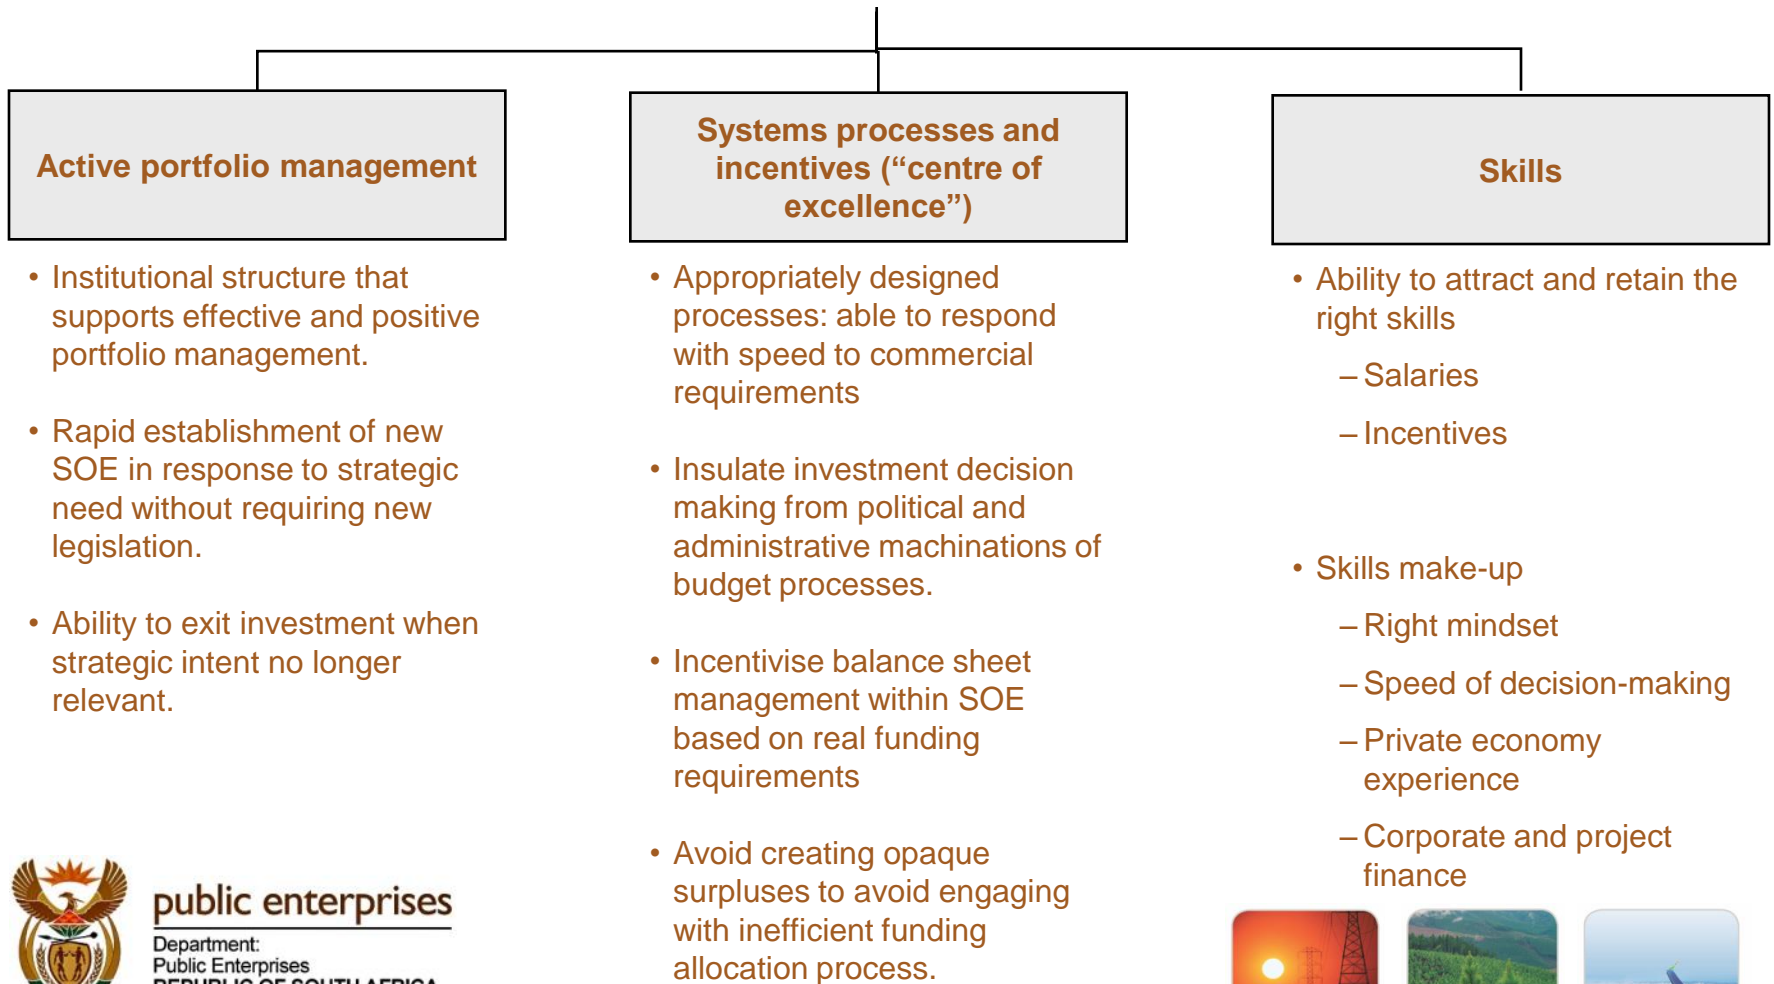 Active portfolio management
• Institutional structure that
supports effective and positive
portfolio management.
• Rapid establishment of new
SOE in response to strategic
need without requiring new
legislation.
• Ability to exit investment when
strategic intent no longer
relevant.
Systems processes and
incentives (“centre of
excellence”)
• Appropriately designed
processes: able to respond
with speed to commercial
requirements
• Insulate investment decision
making from political and
administrative machinations of
budget processes.
• Incentivise balance sheet
management within SOE
based on real funding
requirements
• Avoid creating opaque
surpluses to avoid engaging
with inefficient funding
allocation process.
Skills
• Ability to attract and retain the
right skills
– Salaries
– Incentives
• Skills make-up
– Right mindset
– Speed of decision-making
– Private economy
experience
– Corporate and project
finance
public enterprises
Department:
Public Enterprises
REPUBLIC OF SOUTH AFRICA